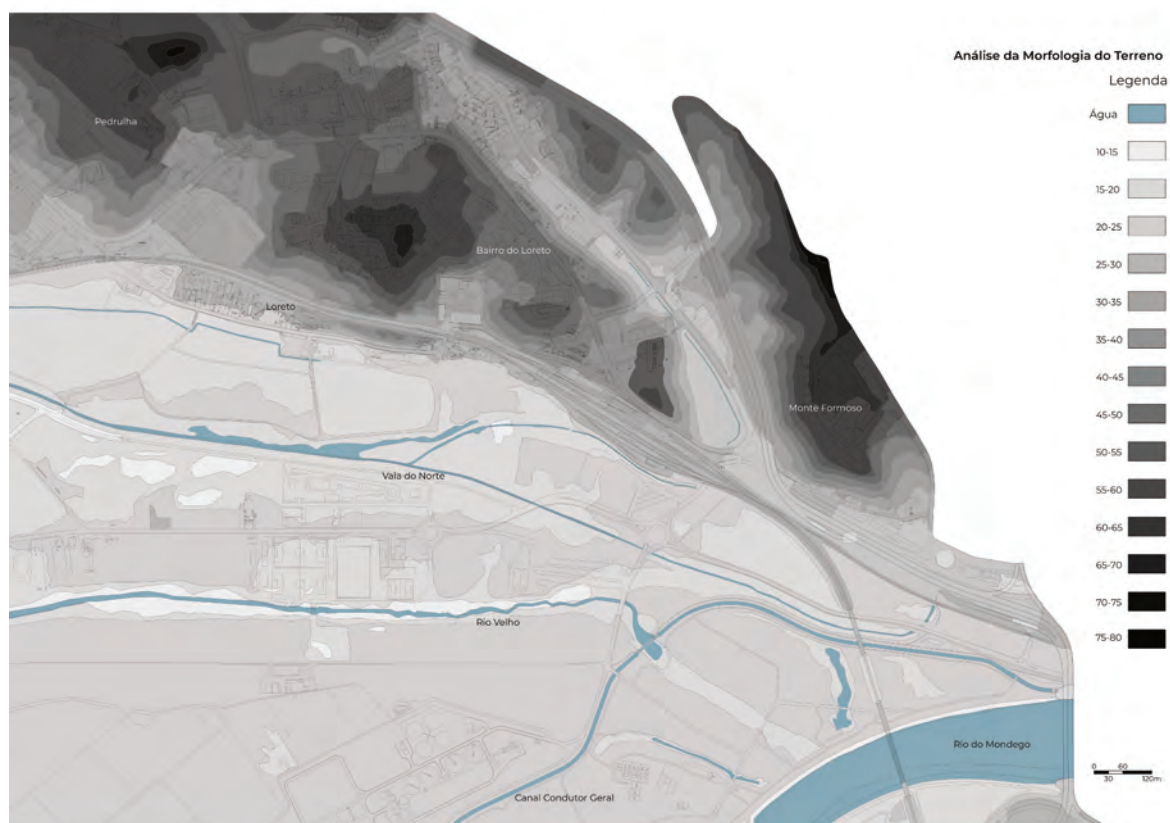 Análise da Morfologia do Terreno
Legenda
Água
10-15
15-20
20-25
25-30
30-35
35-40
40-45
45-50
50-55
55-60
60-65
65-70
70-75
75-80
Pedrulha
Bairro do Loreto
Loreto
Monte Formoso
Vala do Norte
Rio Velho
Rio do Mondego
Canal Condutor Geral
0 60
30 120m